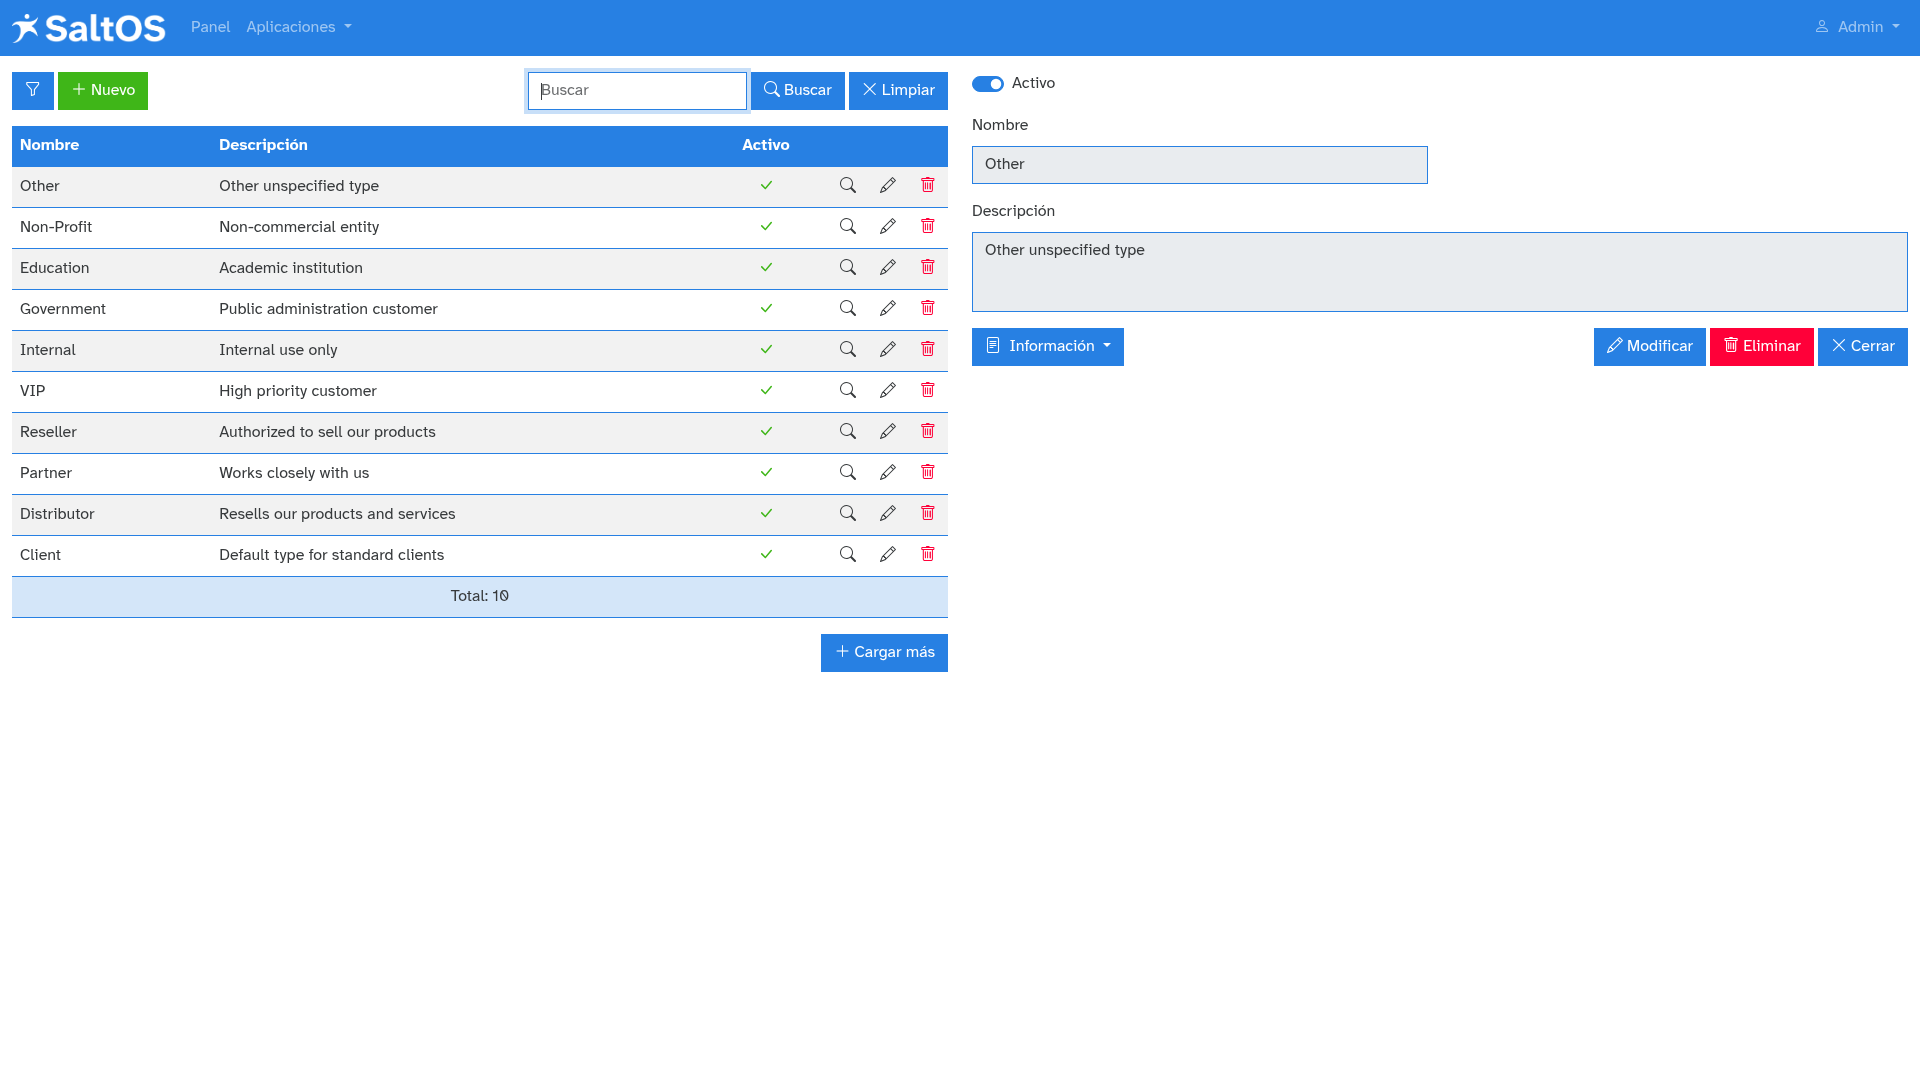 SaltOS Panel Aplicaciones Admin
Nuevo Buscar Buscar Limpiar
Nombre Descripción Activo
Other Other unspecified type
Non-Profit Non-commercial entity
Education Academic institution
Government Public administration customer
Internal Internal use only
VIP High priority customer
Reseller Authorized to sell our products
Partner Works closely with us
Distributor Resells our products and services
Client Default type for standard clients
Total: 10
Cargar más
Activo
Nombre
Other
Descripción
Other unspecified type
Información Modificar Eliminar Cerrar